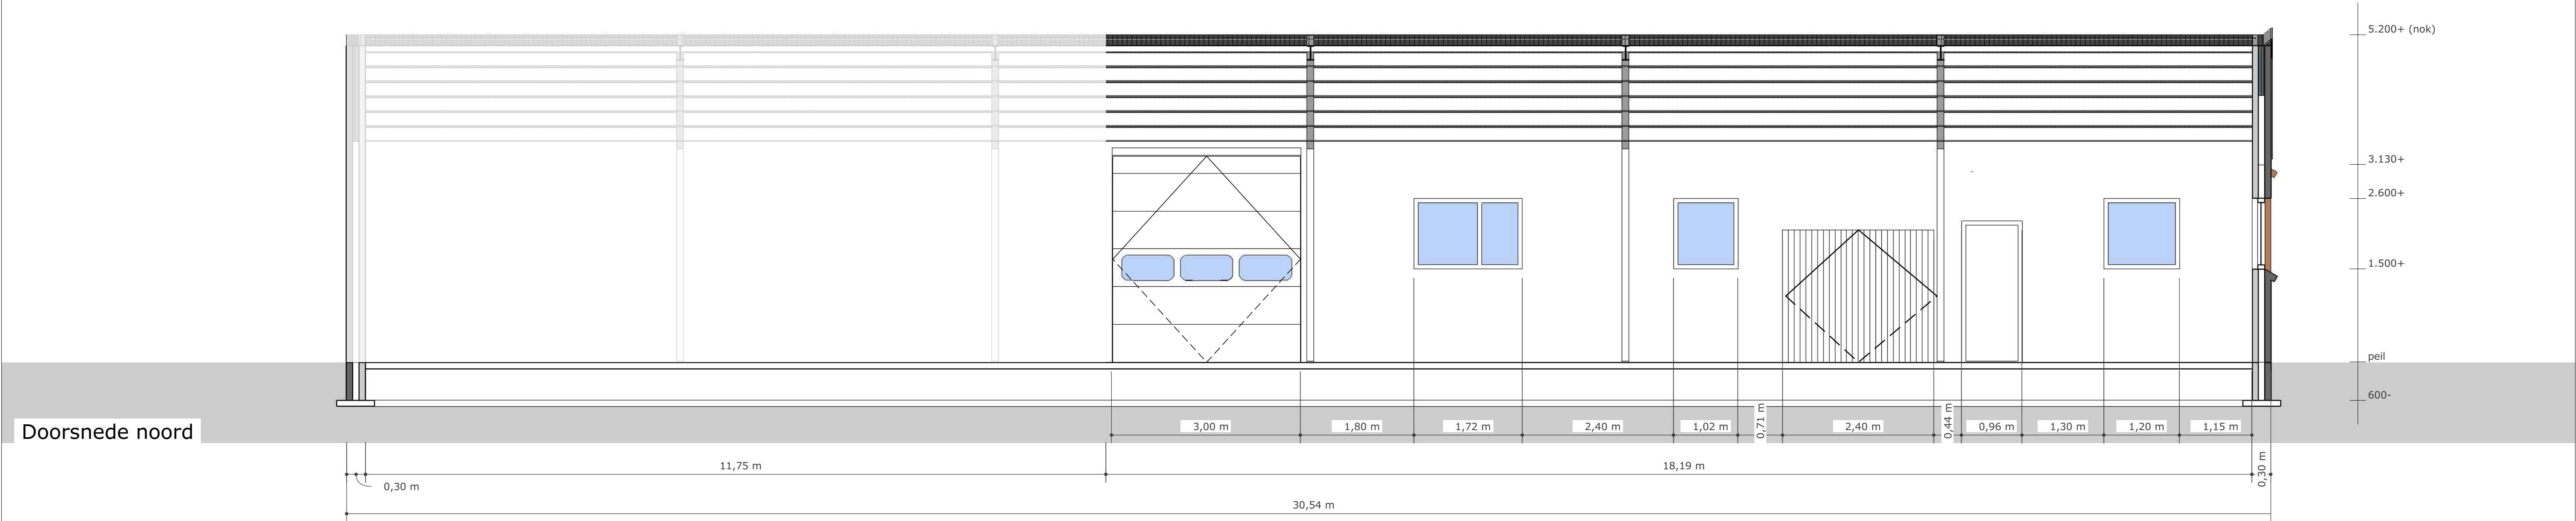 5.200+ (nok)
3.130+
2.600+
1.500+
peil
600-
Doorsnede noord
3,00 m
1,80 m
1,72 m
2,40 m
1,02 m
0,71 m
2,40 m
0,44 m
0,96 m
1,30 m
1,20 m
1,15 m
11,75 m
18,19 m
0,30 m
0,30 m
30,54 m